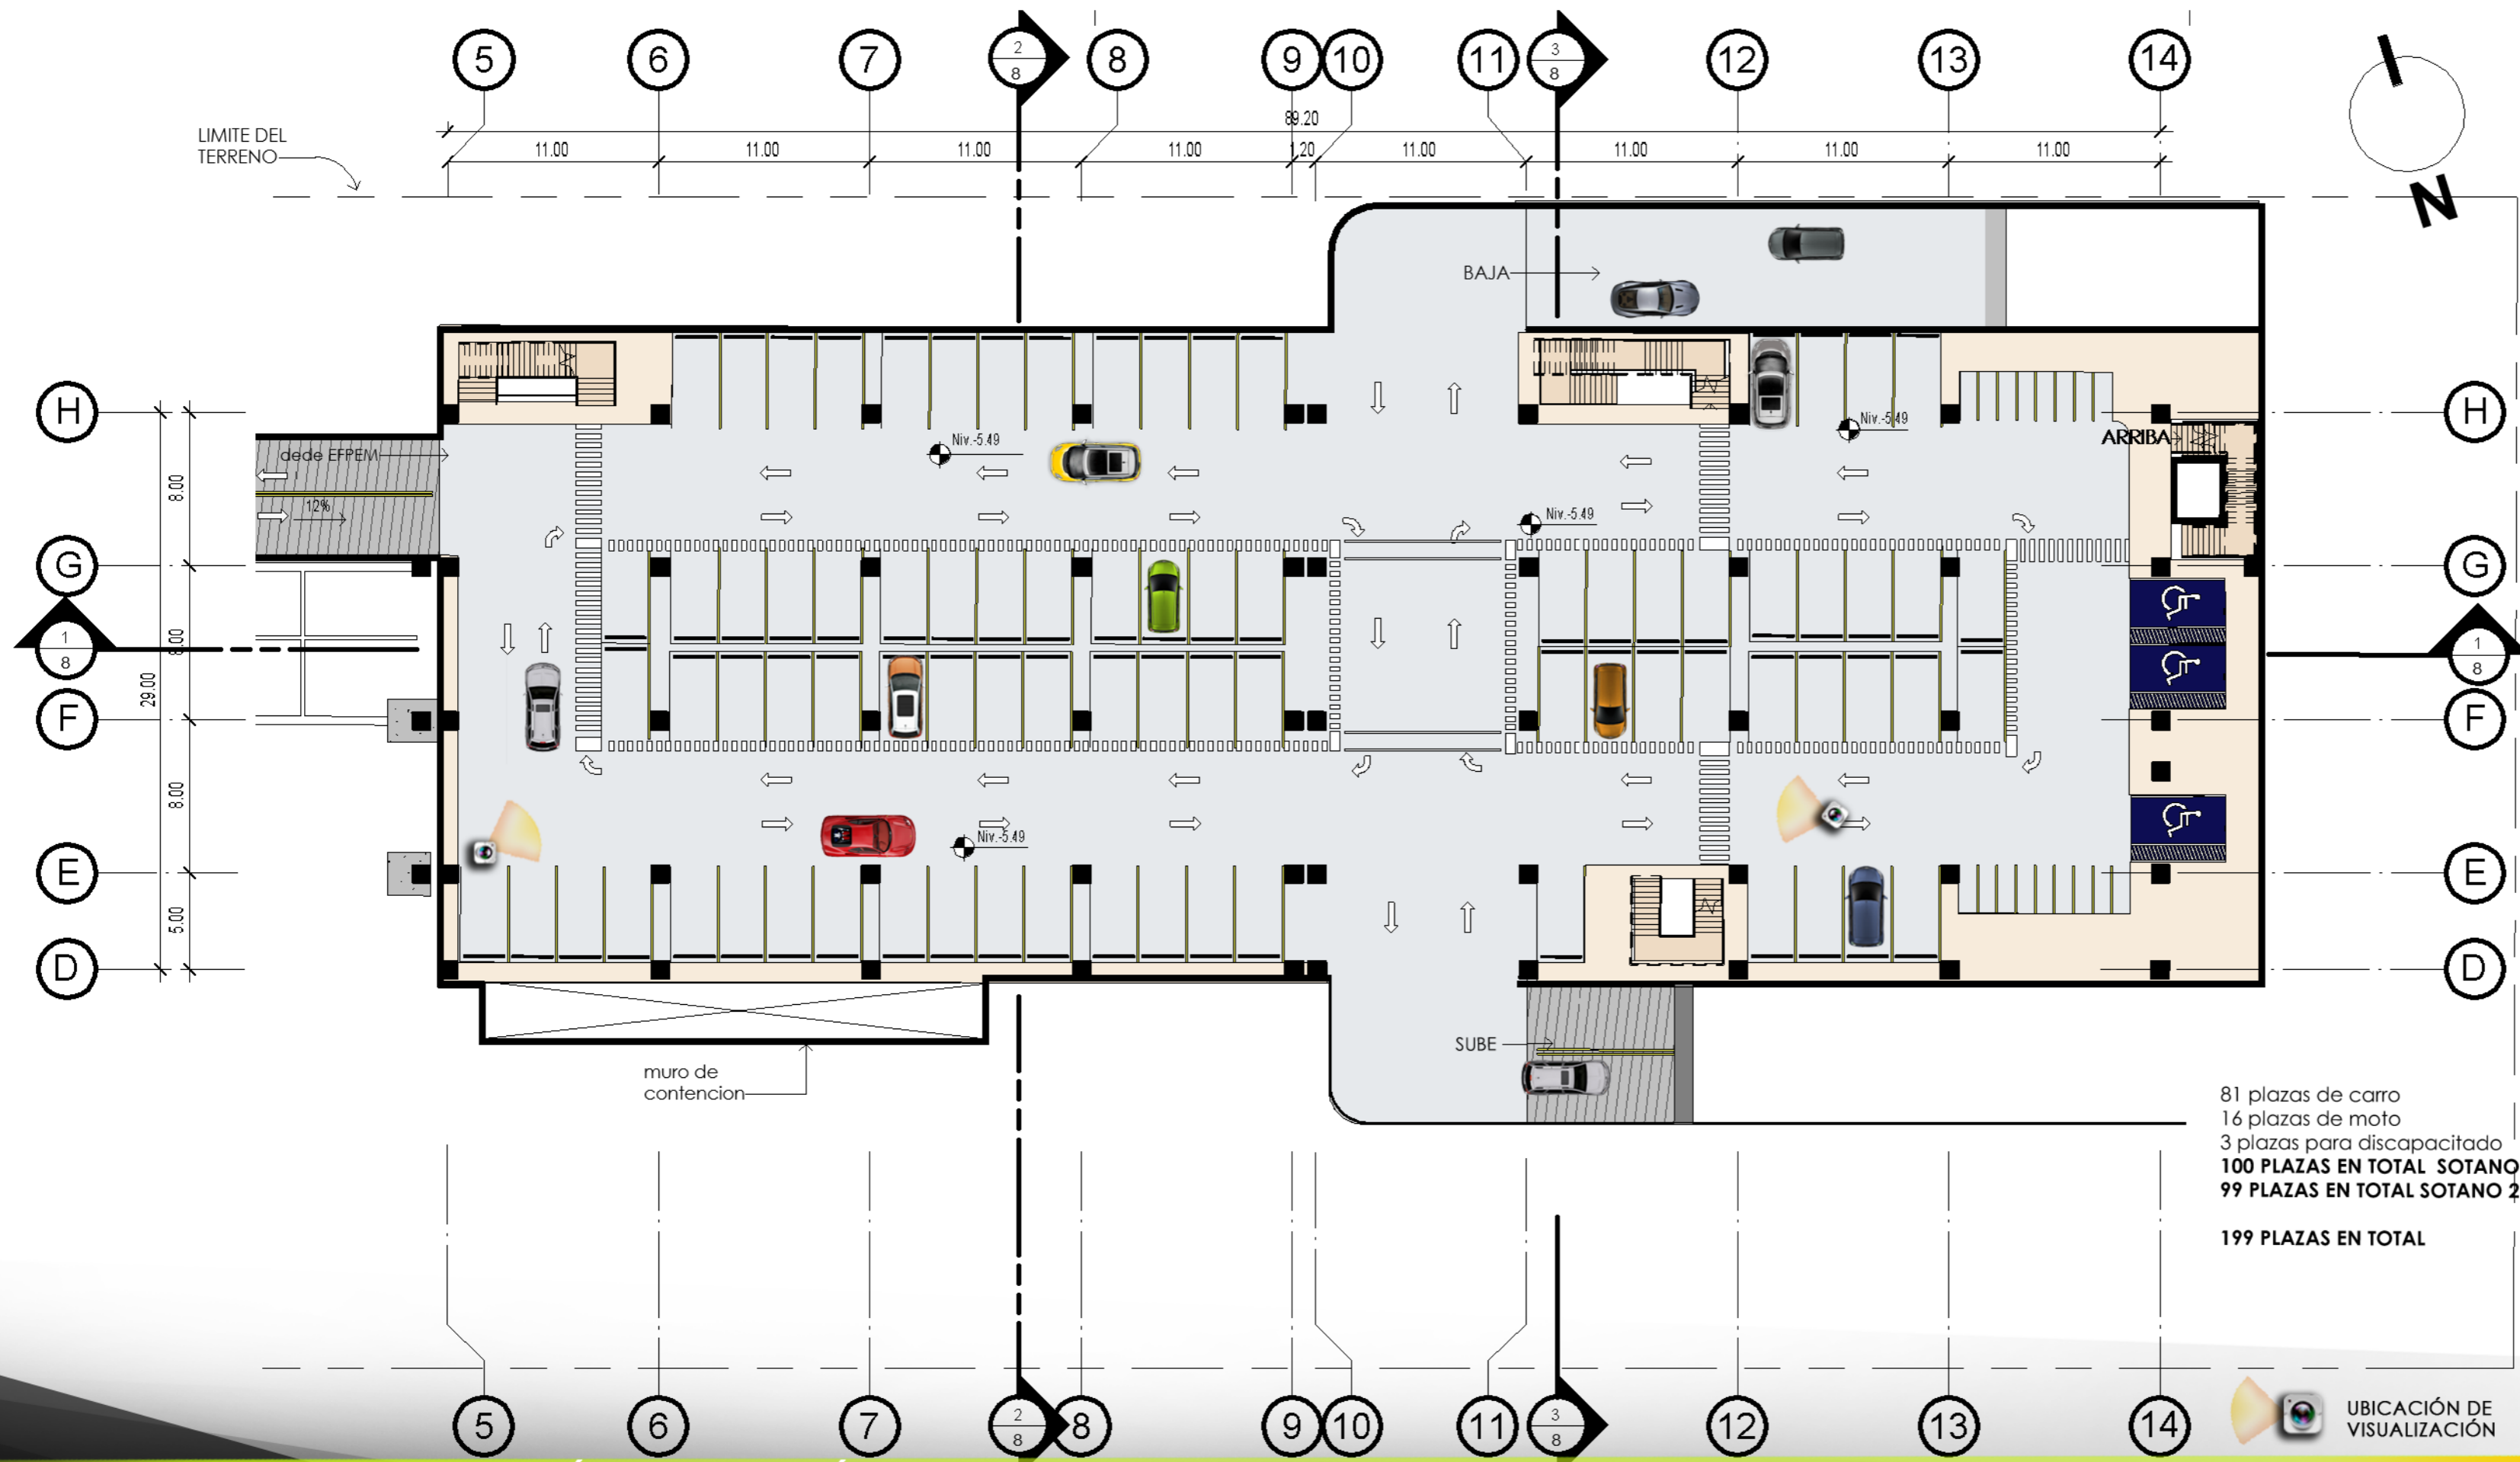 5 6 7 2/8 8 9 10 11 3/8 12 13 14
89.20
LIMITE DEL
TERRENO
11.00 11.00 11.00 11.00 1.20 11.00 11.00 11.00 11.00
N
BAJA
H
H
Niv.-5.49
Niv.-5.49
ARRIBA
dede EFPEM
8.00
12%
Niv.-5.49
G
G
8.00
1/8
1/8
29.00
F
F
8.00
Niv.-5.49
E
E
5.00
D
D
SUBE
muro de
contencion
81 plazas de carro
16 plazas de moto
3 plazas para discapacitado
100 PLAZAS EN TOTAL SOTANO
99 PLAZAS EN TOTAL SOTANO 2
199 PLAZAS EN TOTAL
UBICACIÓN DE
VISUALIZACIÓN
5 6 7 2/8 8 9 10 11 3/8 12 13 14